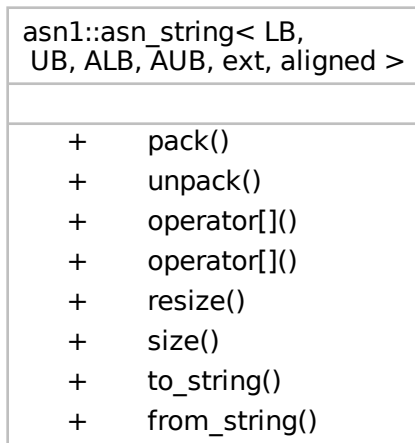 asn1::asn_string< LB,
UB, ALB, AUB, ext, aligned >
+ pack()
+ unpack()
+ operator[]()
+ operator[]()
+ resize()
+ size()
+ to_string()
+ from_string()